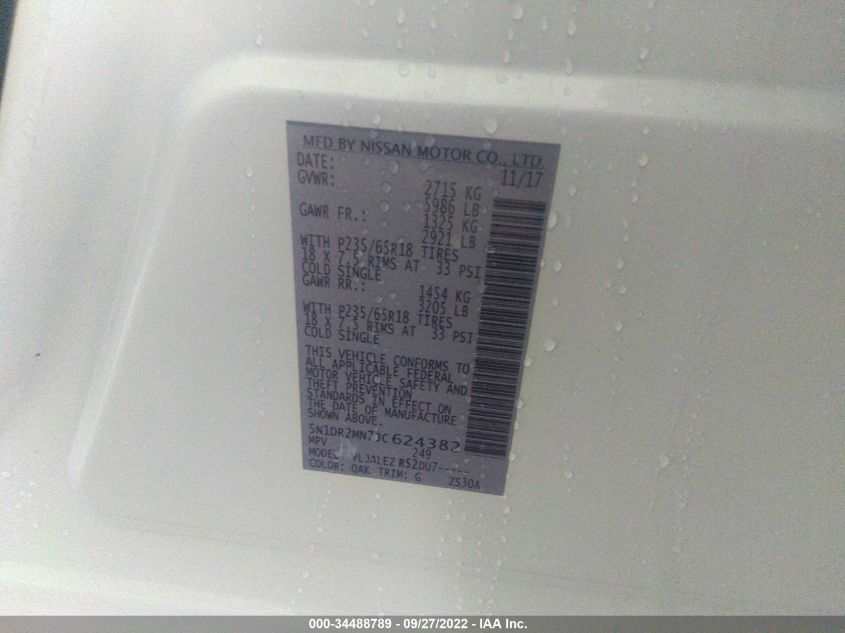 MFD BY NISSAN MOTOR CO., LTD.
DATE: 11/17
GVWR: 2715 KG
5986 LB
GAWR FR.: 1325 KG
2921 LB
WITH P235/65R18 TIRES
18 X 7.5 RIMS AT 33 PSI
COLD SINGLE
GAWR RR.: 1454 KG
3205 LB
WITH P235/65R18 TIRES
18 X 7.5 RIMS AT 33 PSI
COLD SINGLE
THIS VEHICLE CONFORMS TO
ALL APPLICABLE FEDERAL
MOTOR VEHICLE SAFETY AND
THEFT PREVENTION
STANDARDS IN EFFECT ON
THE DATE OF MANUFACTURE
SHOWN ABOVE.
5N1DR2MN7JC624382
MPV 249
MODEL: VLJALEZ R52DU7-----
COLOR: QAK TRIM: G ZS30A
000-34488789 - 09/27/2022 - IAA Inc.